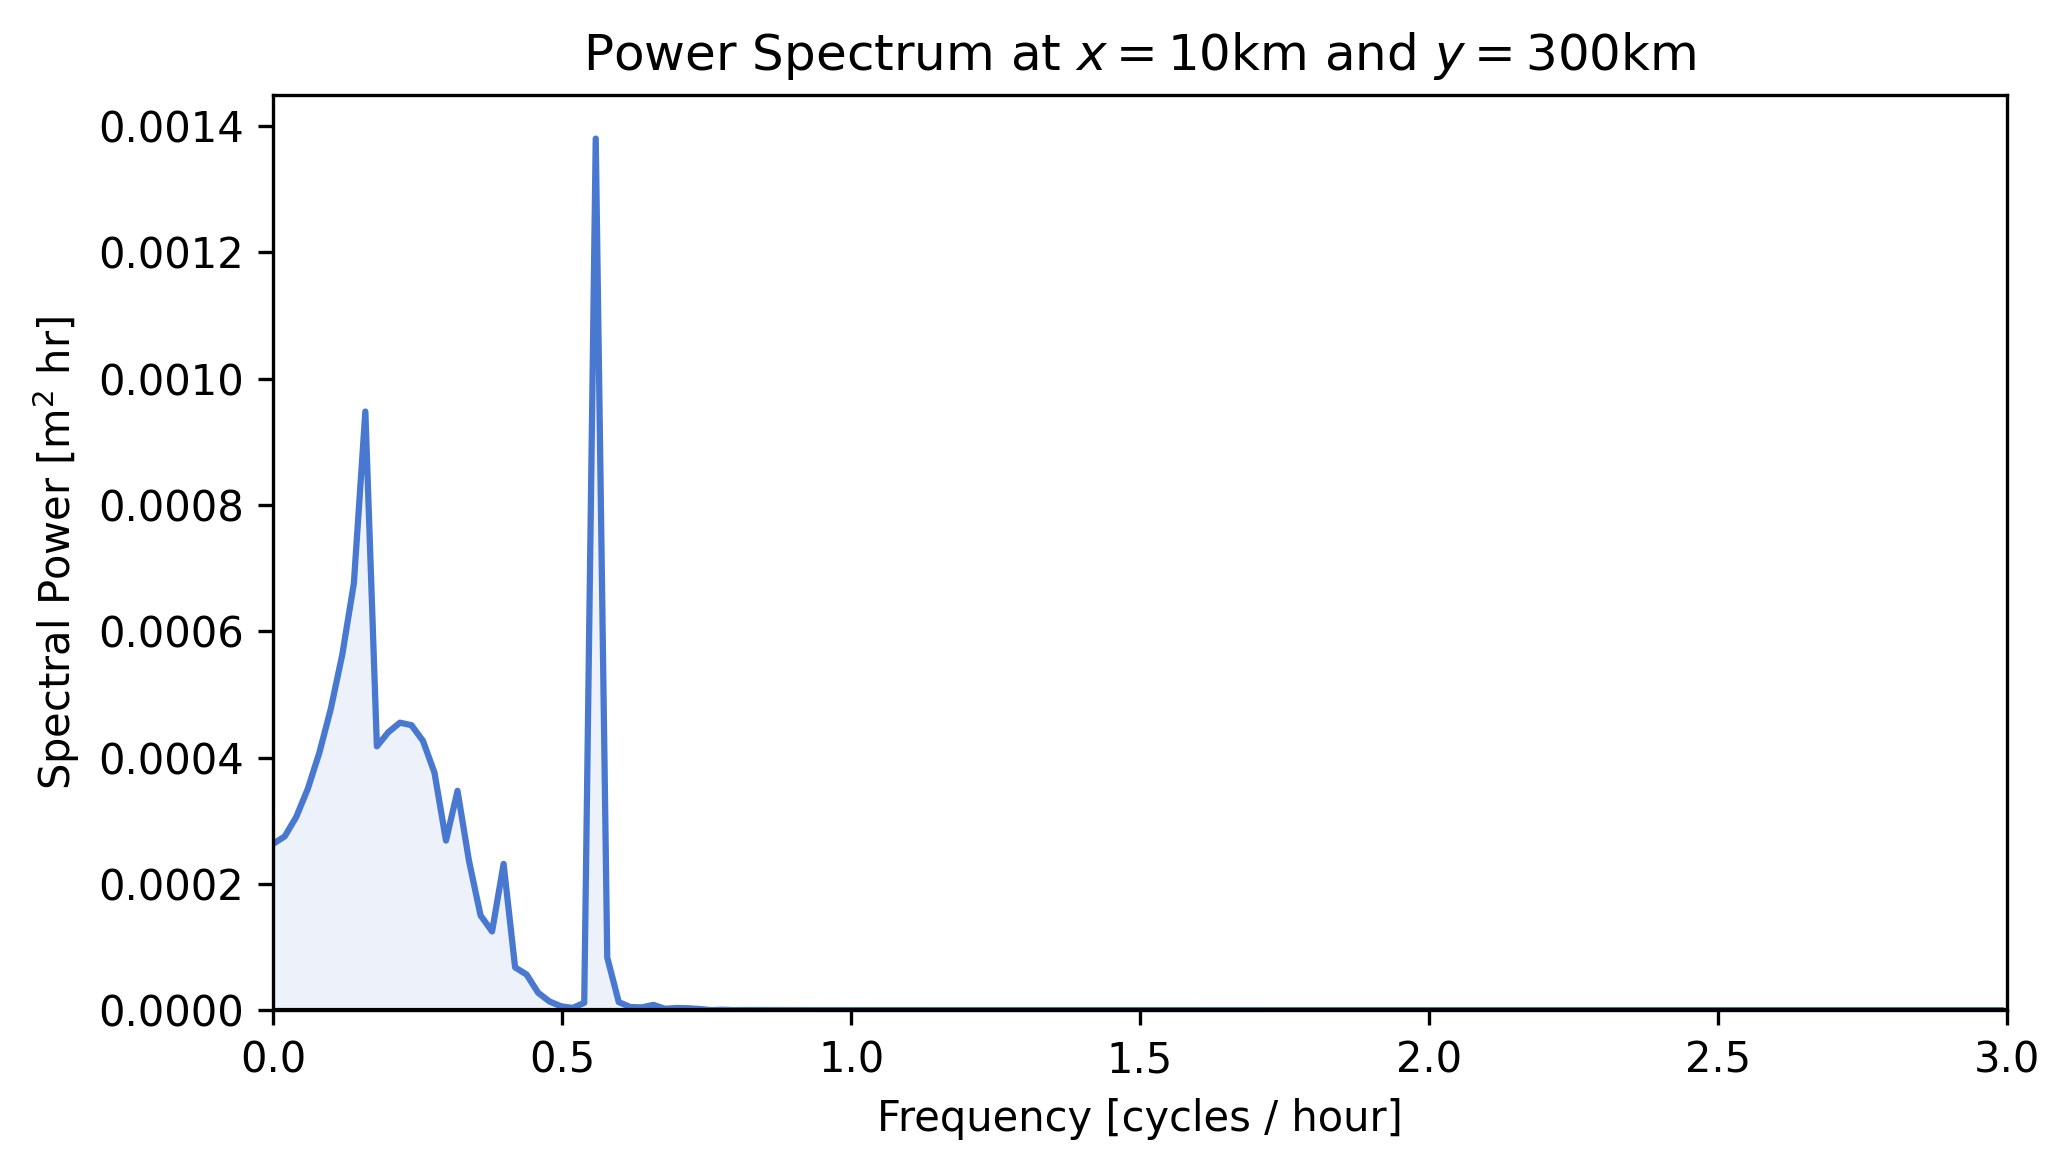 Power Spectrum at x = 10km and y = 300km
Spectral Power [m² hr]
0.0014
0.0012
0.0010
0.0008
0.0006
0.0004
0.0002
0.0000
0.0 0.5 1.0 1.5 2.0 2.5 3.0
Frequency [cycles / hour]